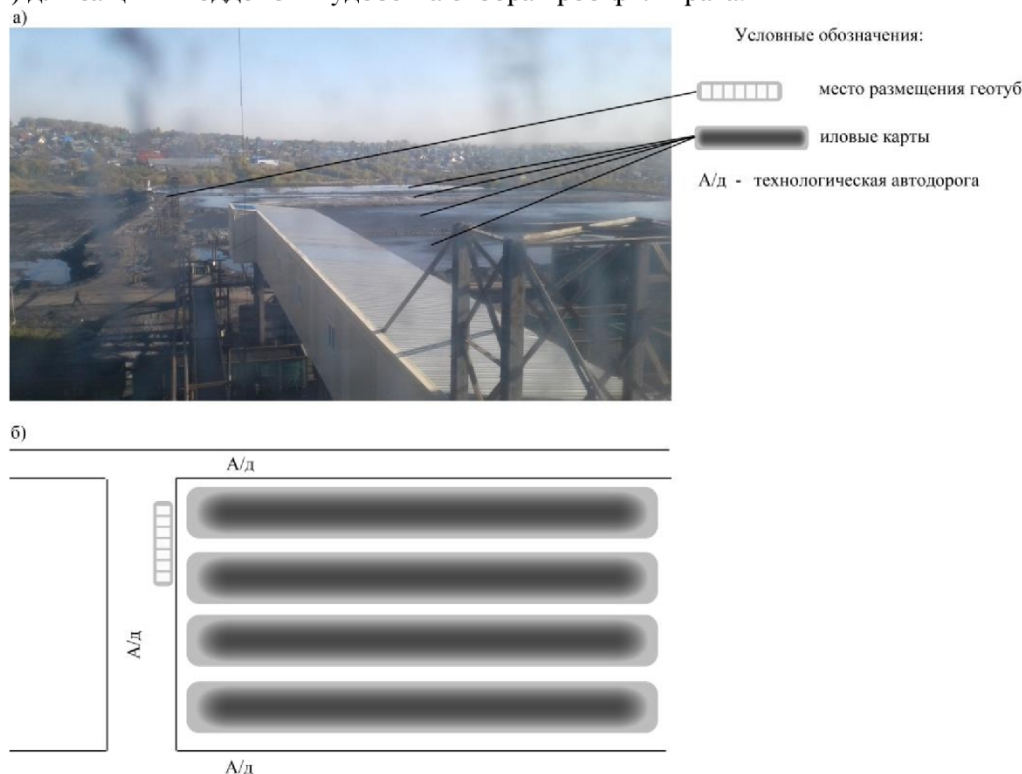 а)
Условные обозначения:
место размещения геотуб
иловые карты
А/д - технологическая автодорога
б)
А/д
А/д
А/д